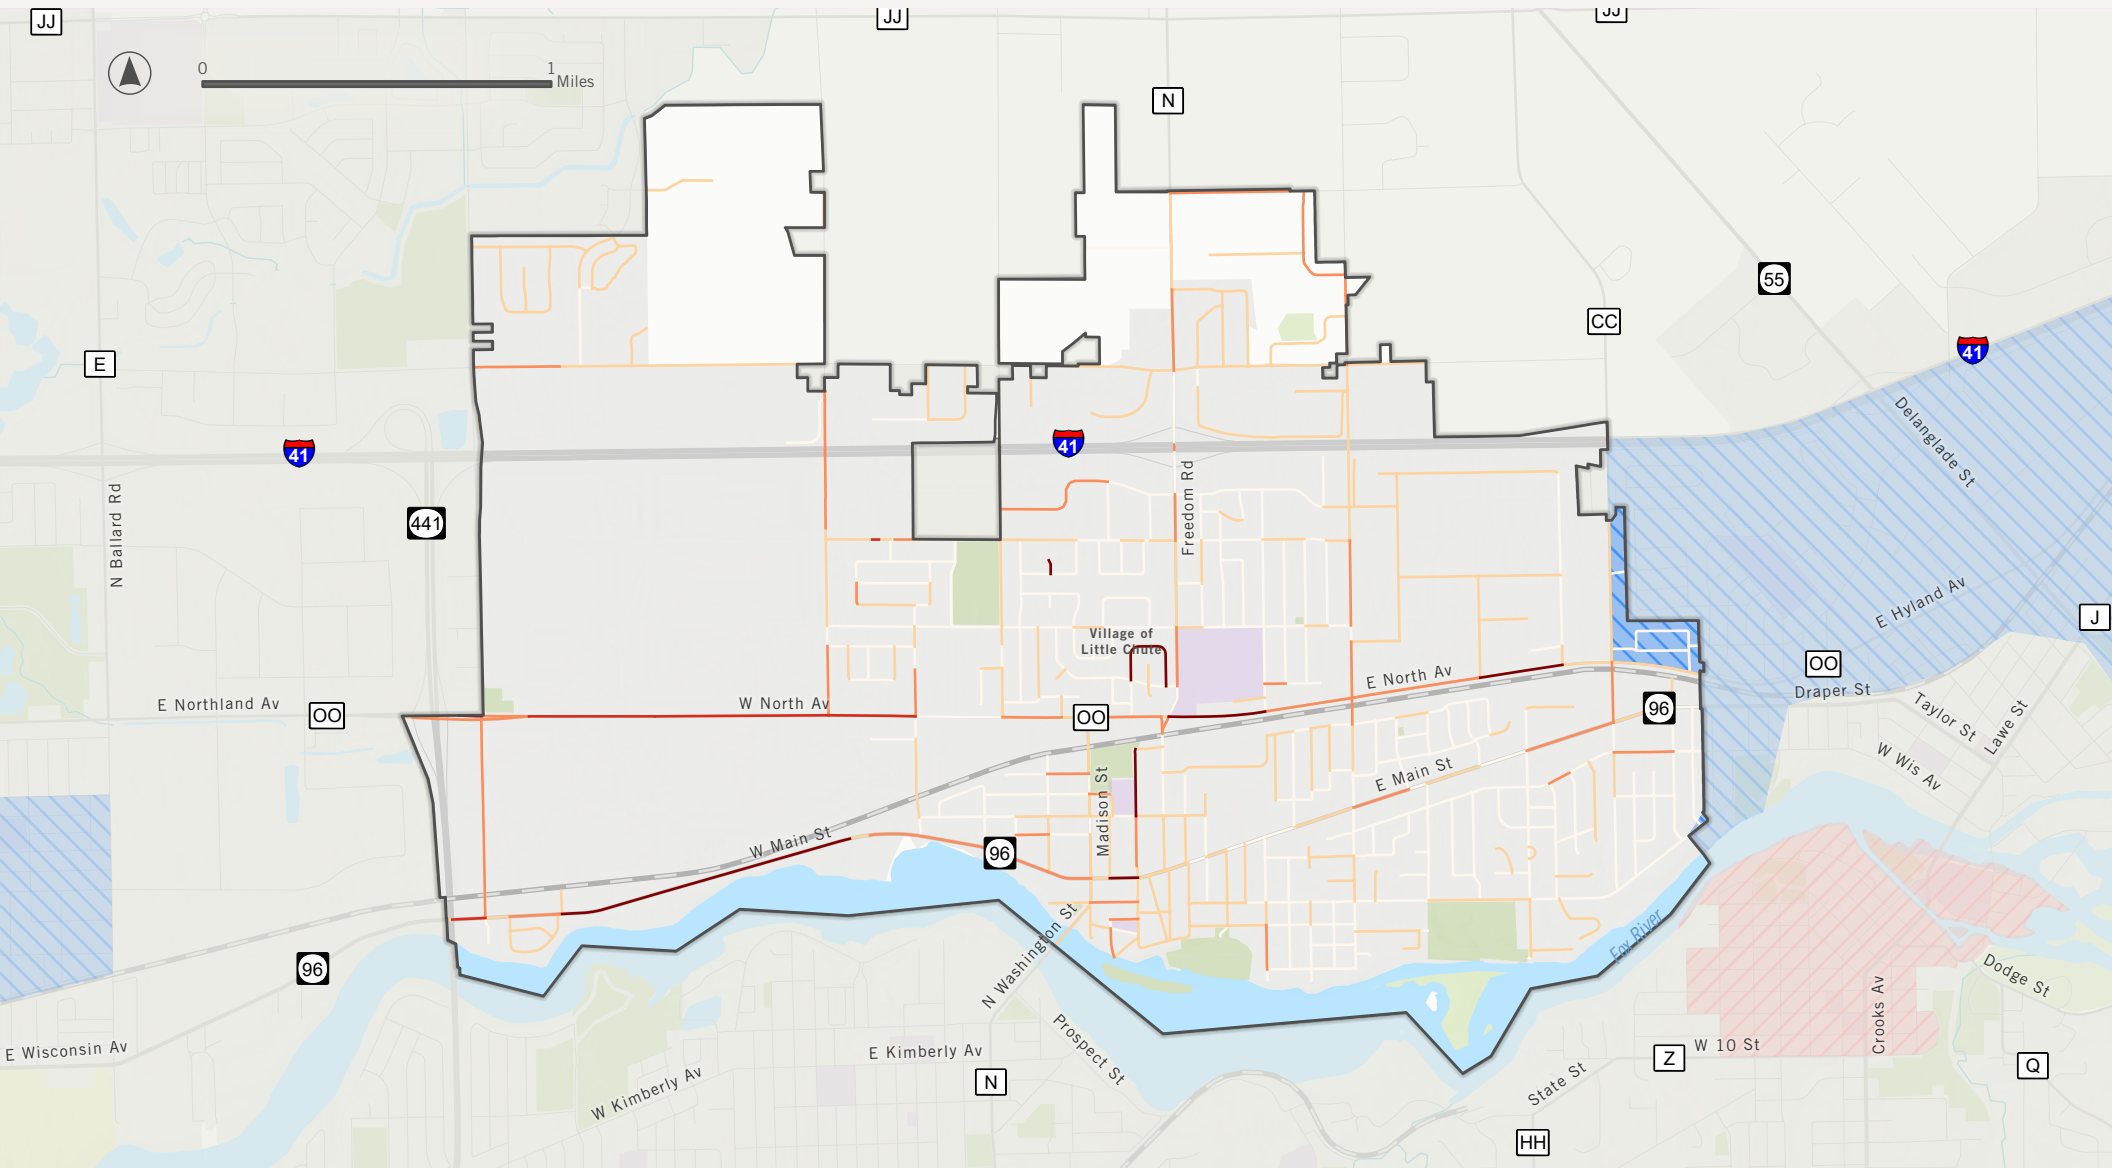 JJ
JJ
JJ
0
1
Miles
N
55
CC
41
E
41
41
Delanglade St
N Ballard Rd
441
Freedom Rd
E Hyland Av
J
Village of
Little Chute
OO
E North Av
Draper St
E Northland Av
OO
W North Av
OO
96
Taylor St
Lawe St
W Wis Av
E Main St
Madison St
W Main St
96
N Washington St
Fox River
96
Dodge St
Crooks Av
E Wisconsin Av
E Kimberly Av
Prospect St
W 10 St
Z
Q
N
W Kimberly Av
State St
HH